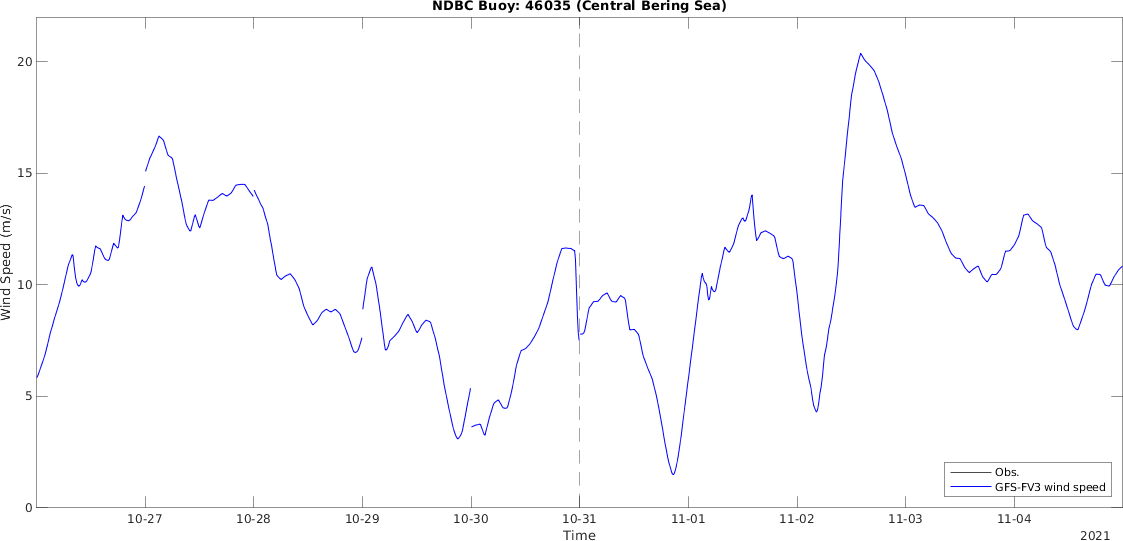 NDBC Buoy: 46035 (Central Bering Sea)
Wind Speed (m/s)
20
15
10
5
0
10-27 10-28 10-29 10-30 10-31 11-01 11-02 11-03 11-04
Time
2021
Obs.
GFS-FV3 wind speed